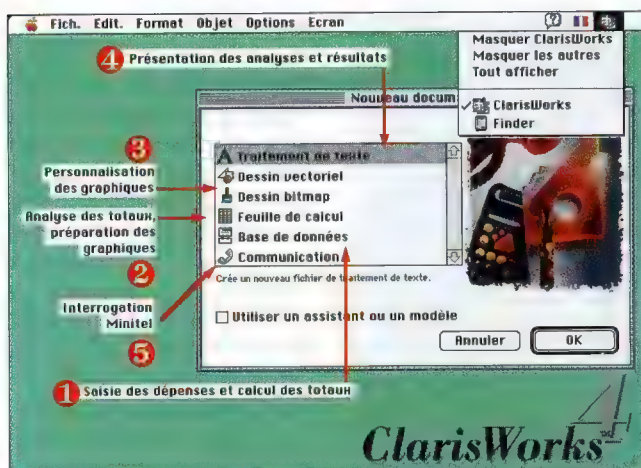 Fich. Edit. Format Objet Options Ecran
Masquer ClarisWorks
Masquer les autres
Tout afficher
✓ ClarisWorks
Finder
4 Présentation des analyses et résultats
Nouveau docum
3
Personnalisation
des graphiques
Analyse des totaux,
préparation des
graphiques
2
Interrogation
Minitel
5
Traitement de texte
Dessin vectoriel
Dessin bitmap
Feuille de calcul
Base de données
Communication
Crée un nouveau fichier de traitement de texte.
Utiliser un assistant ou un modèle
Annuler OK
1 Saisie des dépenses et calcul des totaux
ClarisWorks 4